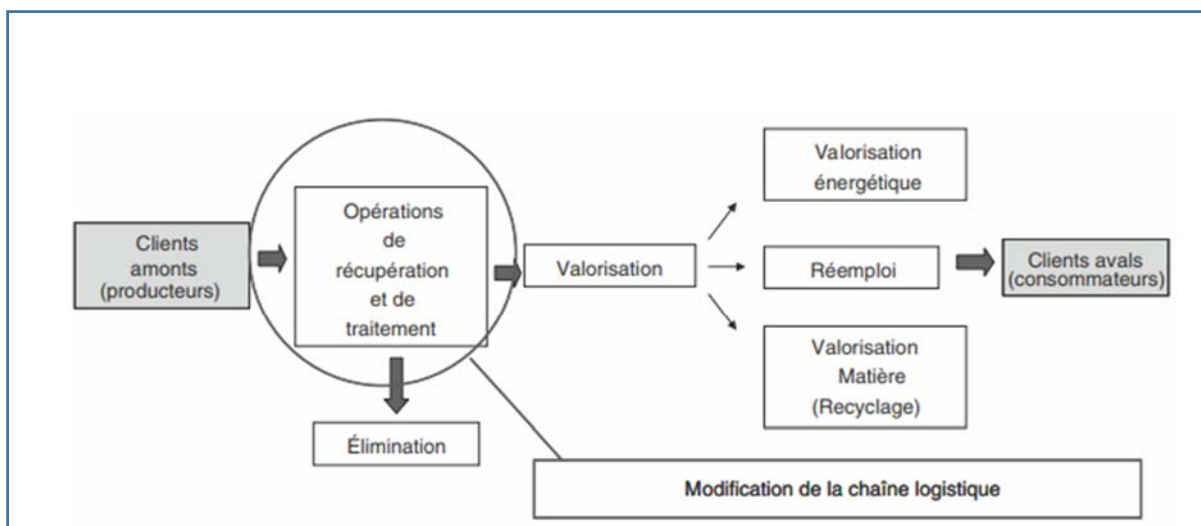 Clients
amonts
(producteurs)
Opérations
de
récupération
et de
traitement
Élimination
Valorisation
Valorisation
énergétique
Réemploi
Valorisation
Matière
(Recyclage)
Clients avals
(consommateurs)
Modification de la chaîne logistique